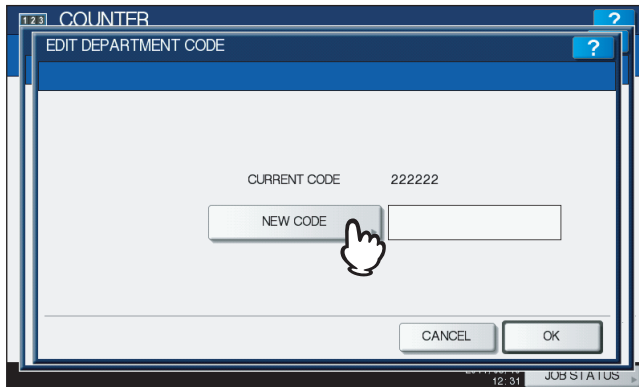 123 COUNTER ?
EDIT DEPARTMENT CODE ?
CURRENT CODE 222222
NEW CODE
CANCEL OK
JOB STATUS
12:31